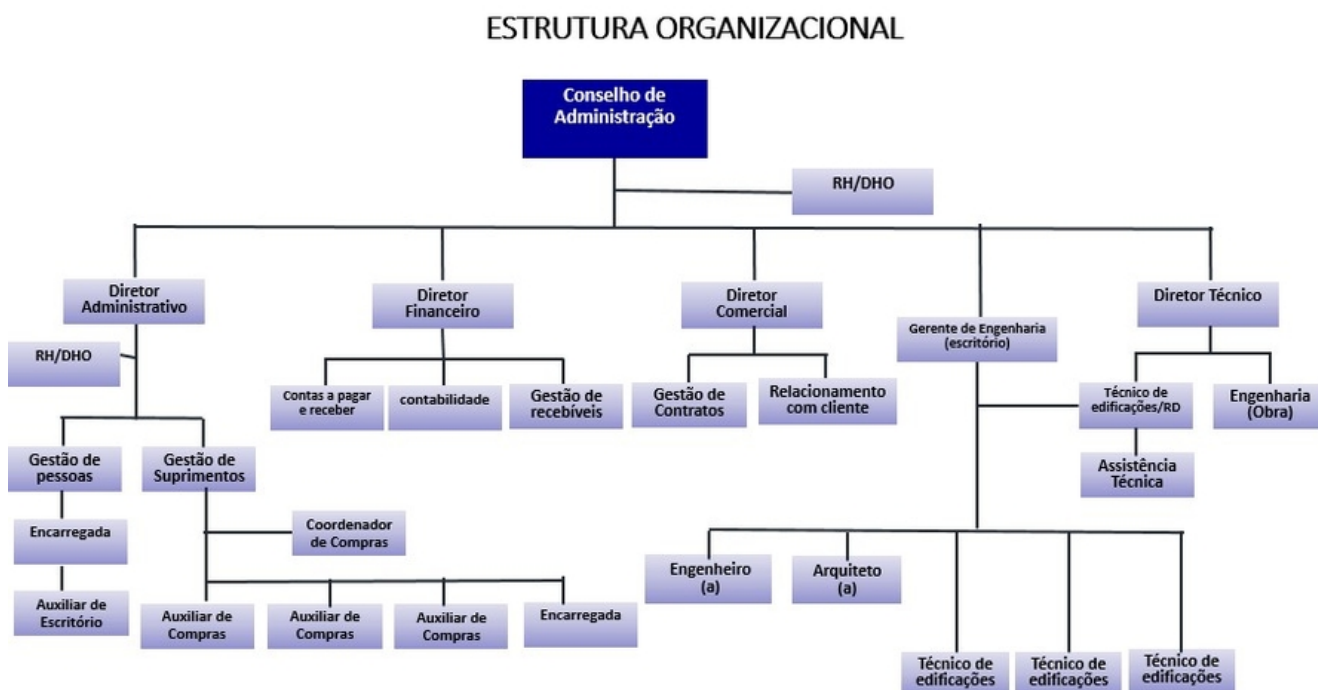 ESTRUTURA ORGANIZACIONAL
Conselho de
Administração
RH/DHO
Diretor
Administrativo
Diretor
Financeiro
Diretor
Comercial
Gerente de Engenharia
(escritório)
Diretor Técnico
RH/DHO
Contas a pagar
e receber
contabilidade
Gestão de
recebíveis
Gestão de
Contratos
Relacionamento
com cliente
Técnico de
edificações/RD
Engenharia
(Obra)
Gestão de
pessoas
Gestão de
Suprimentos
Assistência
Técnica
Encarregada
Coordenador
de Compras
Engenheiro
(a)
Arquiteto
(a)
Auxiliar de
Escritório
Auxiliar de
Compras
Auxiliar de
Compras
Auxiliar de
Compras
Encarregada
Técnico de
edificações
Técnico de
edificações
Técnico de
edificações